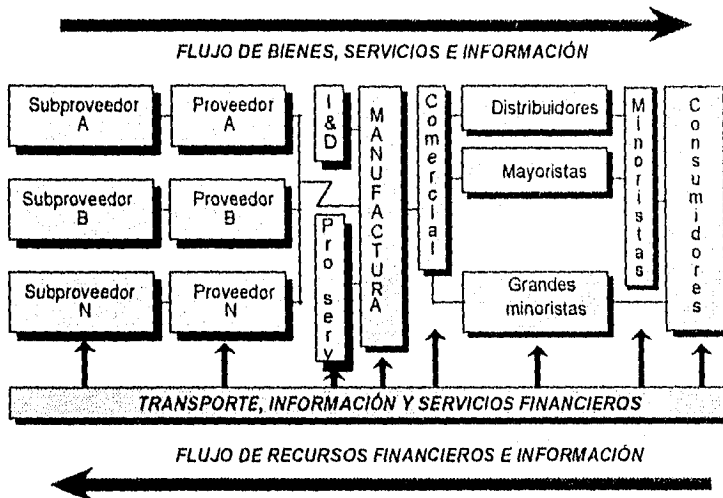 FLUJO DE BIENES, SERVICIOS E INFORMACIÓN
Subproveedor
A
Proveedor
A
Subproveedor
B
Proveedor
B
Subproveedor
N
Proveedor
N
I&D
Pro serv
MANUFACTURA
Comercial
Distribuidores
Mayoristas
Grandes
minoristas
Minoristas
Consumidores
TRANSPORTE, INFORMACIÓN Y SERVICIOS FINANCIEROS
FLUJO DE RECURSOS FINANCIEROS E INFORMACIÓN